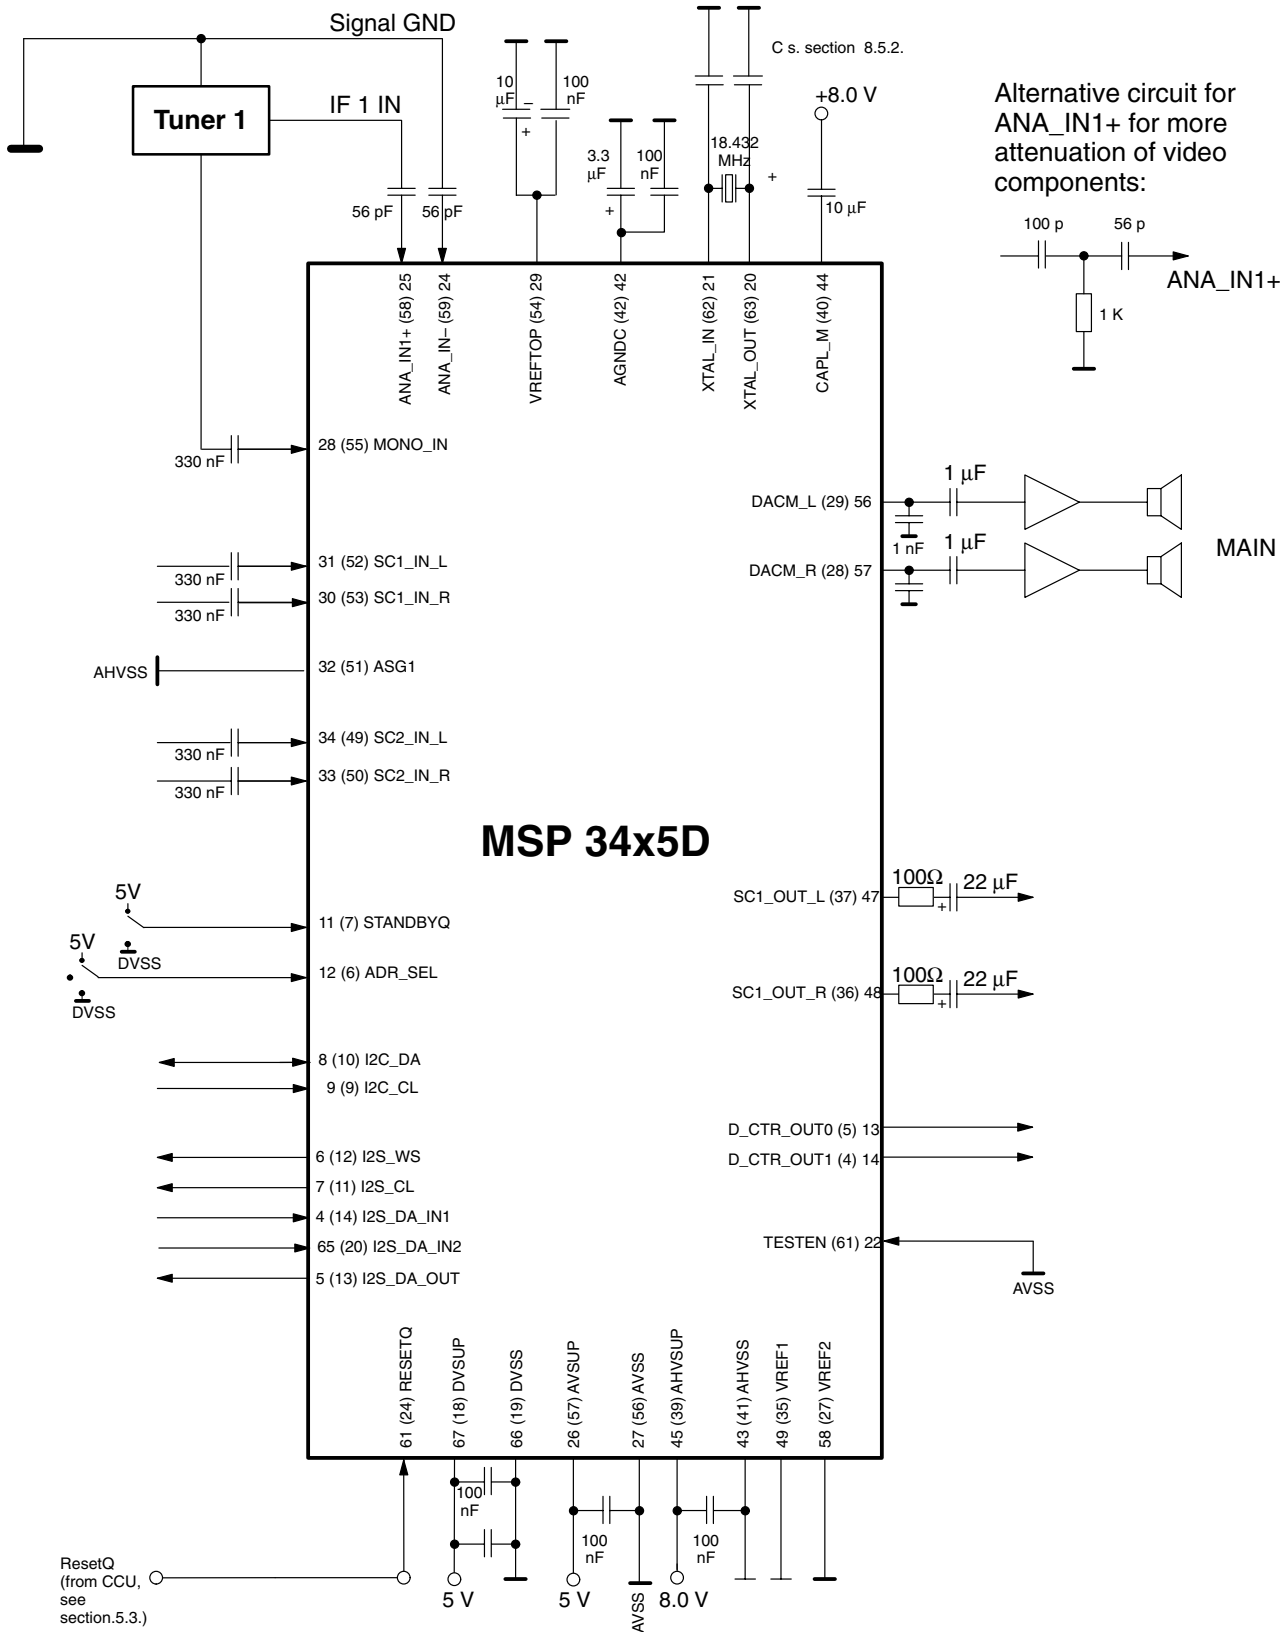 Signal GND
C s. section 8.5.2.
Tuner 1
IF 1 IN
10
µF
–
+
100
nF
+8.0 V
Alternative circuit for
ANA_IN1+ for more
attenuation of video
components:
3.3
µF
+
100
nF
18.432
MHz
+
56 pF
56 pF
10 µF
100 p
56 p
ANA_IN1+
1 K
ANA_IN1+ (58) 25
ANA_IN– (59) 24
VREFTOP (54) 29
AGNDC (42) 42
XTAL_IN (62) 21
XTAL_OUT (63) 20
CAPL_M (40) 44
330 nF
28 (55) MONO_IN
DACM_L (29) 56
1 µF
1 nF
1 µF
DACM_R (28) 57
MAIN
31 (52) SC1_IN_L
330 nF
30 (53) SC1_IN_R
330 nF
AHVSS
32 (51) ASG1
34 (49) SC2_IN_L
330 nF
33 (50) SC2_IN_R
330 nF
MSP 34x5D
5V
DVSS
11 (7) STANDBYQ
5V
DVSS
12 (6) ADR_SEL
SC1_OUT_L (37) 47
100Ω
+
22 µF
SC1_OUT_R (36) 48
100Ω
+
22 µF
8 (10) I2C_DA
9 (9) I2C_CL
6 (12) I2S_WS
7 (11) I2S_CL
4 (14) I2S_DA_IN1
65 (20) I2S_DA_IN2
5 (13) I2S_DA_OUT
D_CTR_OUT0 (5) 13
D_CTR_OUT1 (4) 14
TESTEN (61) 22
AVSS
61 (24) RESETQ
67 (18) DVSUP
66 (19) DVSS
26 (57) AVSUP
27 (56) AVSS
45 (39) AHVSUP
43 (41) AHVSS
49 (35) VREF1
58 (27) VREF2
100
nF
100
nF
100
nF
ResetQ
(from CCU,
see
section.5.3.)
5 V
5 V
AVSS
8.0 V